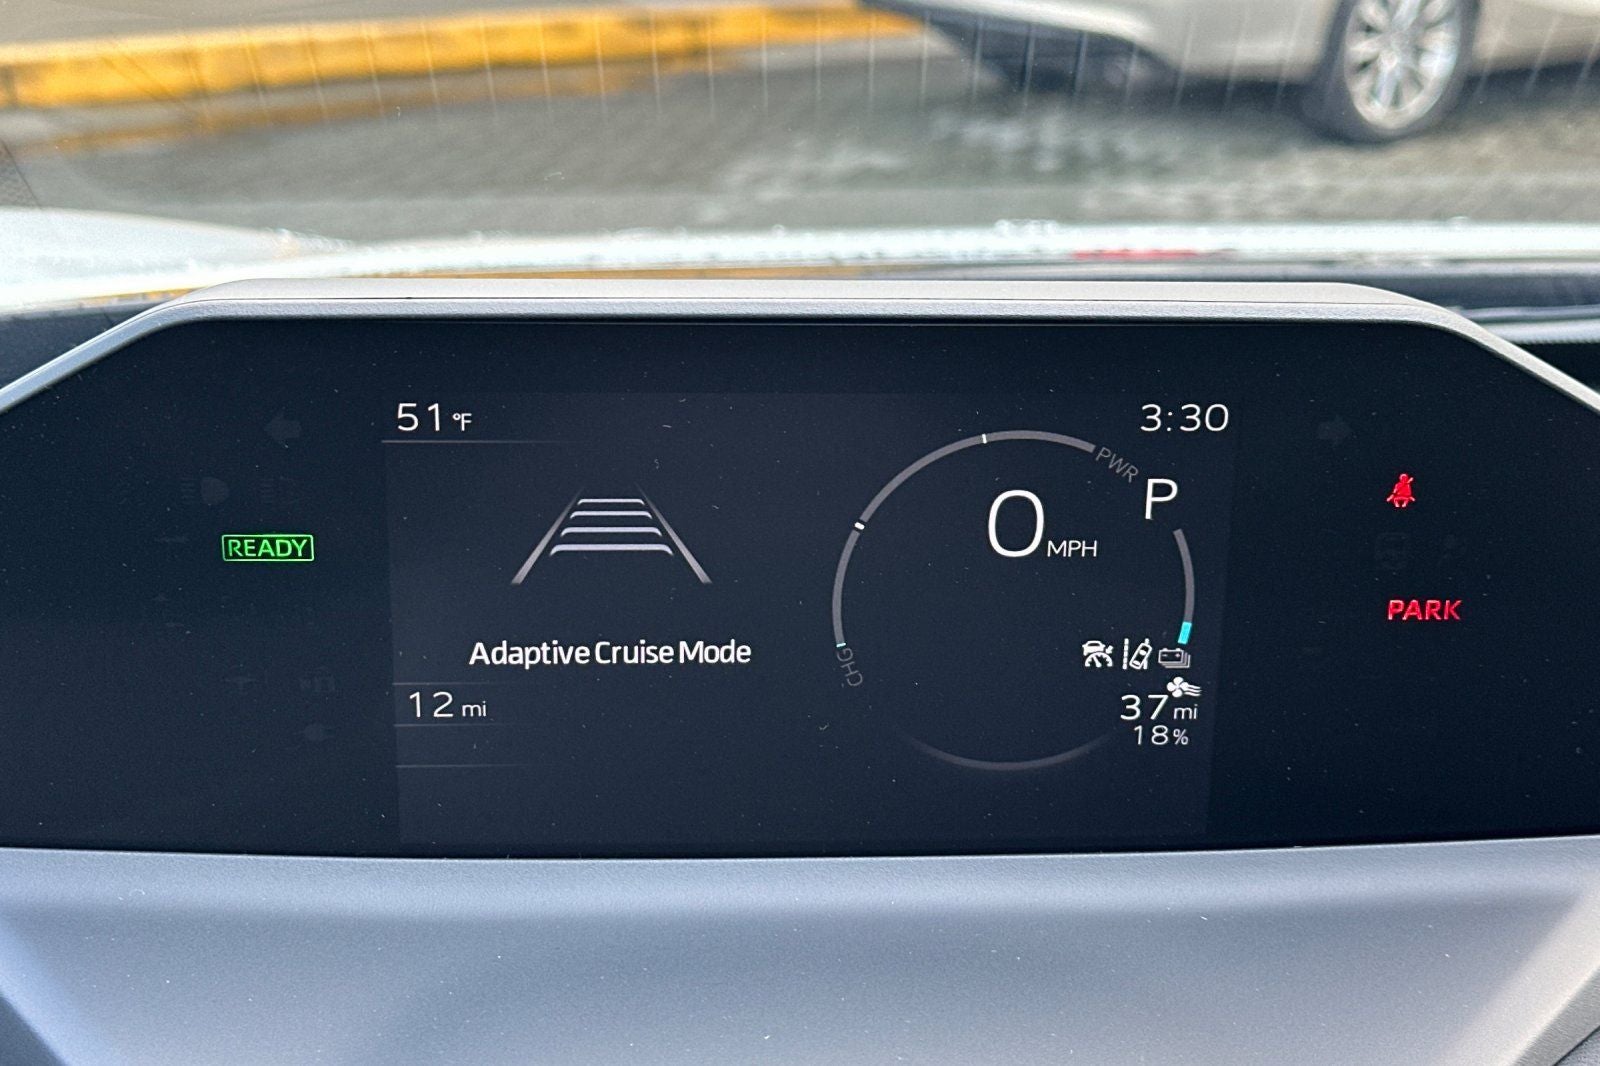 51 °F
3:30
PWR
P
0 MPH
READY
PARK
Adaptive Cruise Mode
CHG
12 mi
37 mi
18%